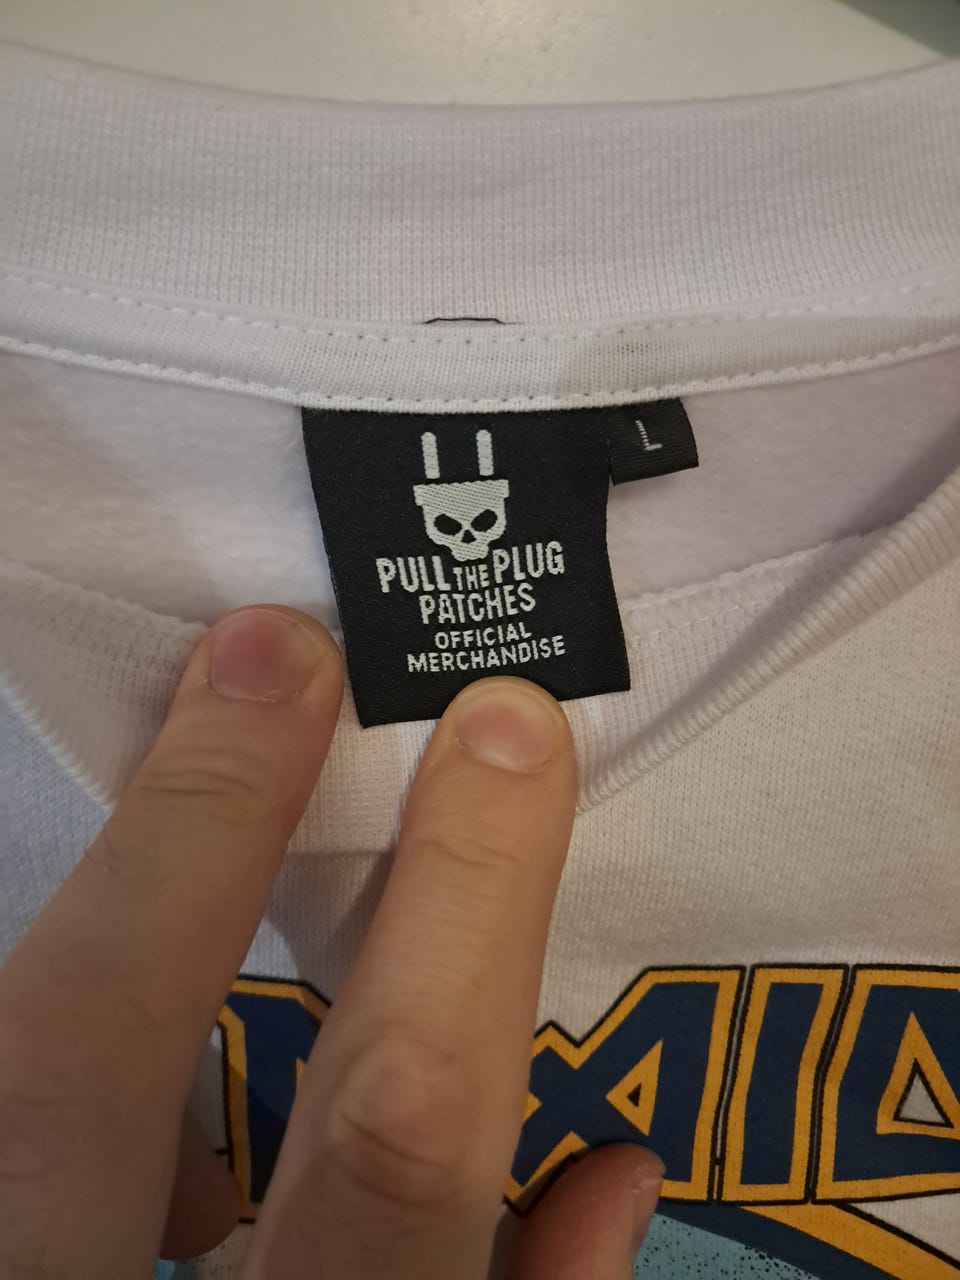 L
PULL THE PLUG
PATCHES
OFFICIAL
MERCHANDISE